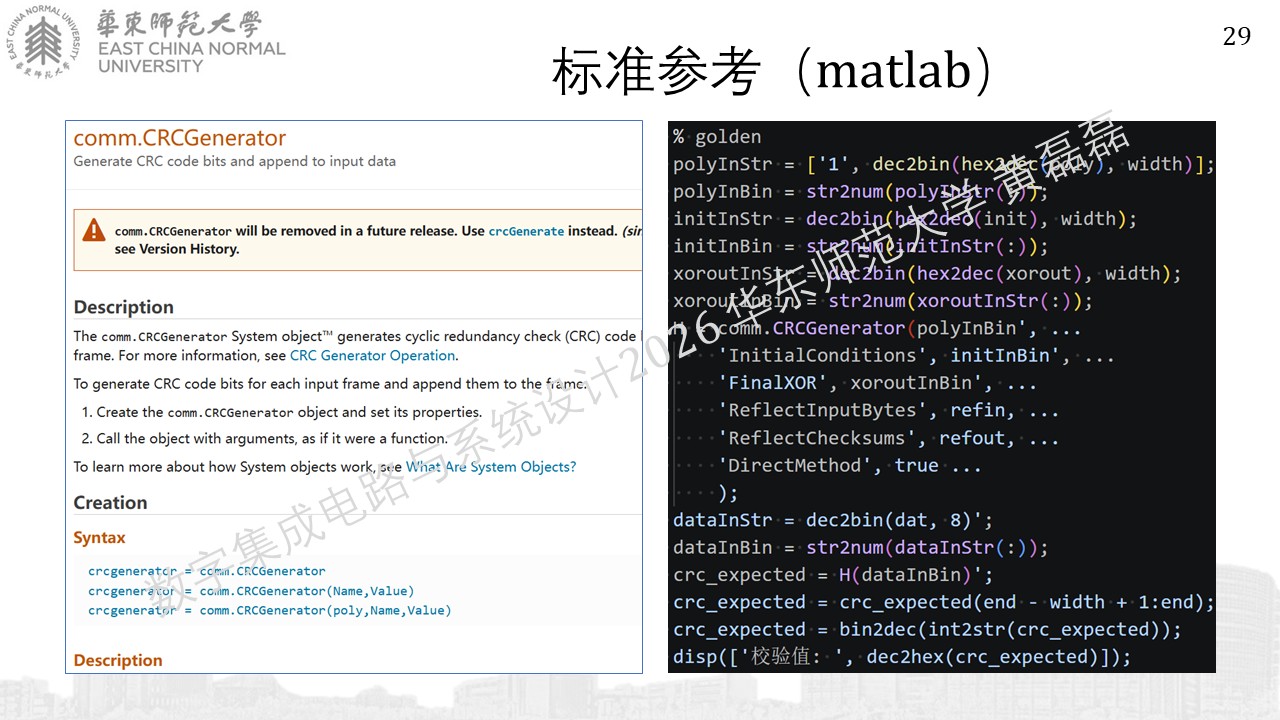 華東師範大學
EAST CHINA NORMAL
UNIVERSITY
EAST CHINA NORMAL UNIVERSITY
華東師範大學
29
标准参考（matlab）
comm.CRCGenerator
Generate CRC code bits and append to input data
comm.CRCGenerator will be removed in a future release. Use crcGenerate instead. (sin
see Version History.
Description
The comm.CRCGenerator System object™ generates cyclic redundancy check (CRC) code
frame. For more information, see CRC Generator Operation.
To generate CRC code bits for each input frame and append them to the frame:
1. Create the comm.CRCGenerator object and set its properties.
2. Call the object with arguments, as if it were a function.
To learn more about how System objects work, see What Are System Objects?
Creation
Syntax
crcgenerator = comm.CRCGenerator
crcgenerator = comm.CRCGenerator(Name,Value)
crcgenerator = comm.CRCGenerator(poly,Name,Value)
Description
% golden
polyInStr = ['1', dec2bin(hex2dec(poly), width)];
polyInBin = str2num(polyInStr(:));
initInStr = dec2bin(hex2dec(init), width);
initInBin = str2num(initInStr(:));
xoroutInStr = dec2bin(hex2dec(xorout), width);
xoroutInBin = str2num(xoroutInStr(:));
H = comm.CRCGenerator(polyInBin', ...
'InitialConditions', initInBin', ...
'FinalXOR', xoroutInBin', ...
'ReflectInputBytes', refin, ...
'ReflectChecksums', refout, ...
'DirectMethod', true ...
);
dataInStr = dec2bin(dat, 8)';
dataInBin = str2num(dataInStr(:));
crc_expected = H(dataInBin)';
crc_expected = crc_expected(end - width + 1:end);
crc_expected = bin2dec(int2str(crc_expected));
disp(['校验值: ', dec2hex(crc_expected)]);
数字集成电路与系统设计2026 华东师范大学 黄磊磊